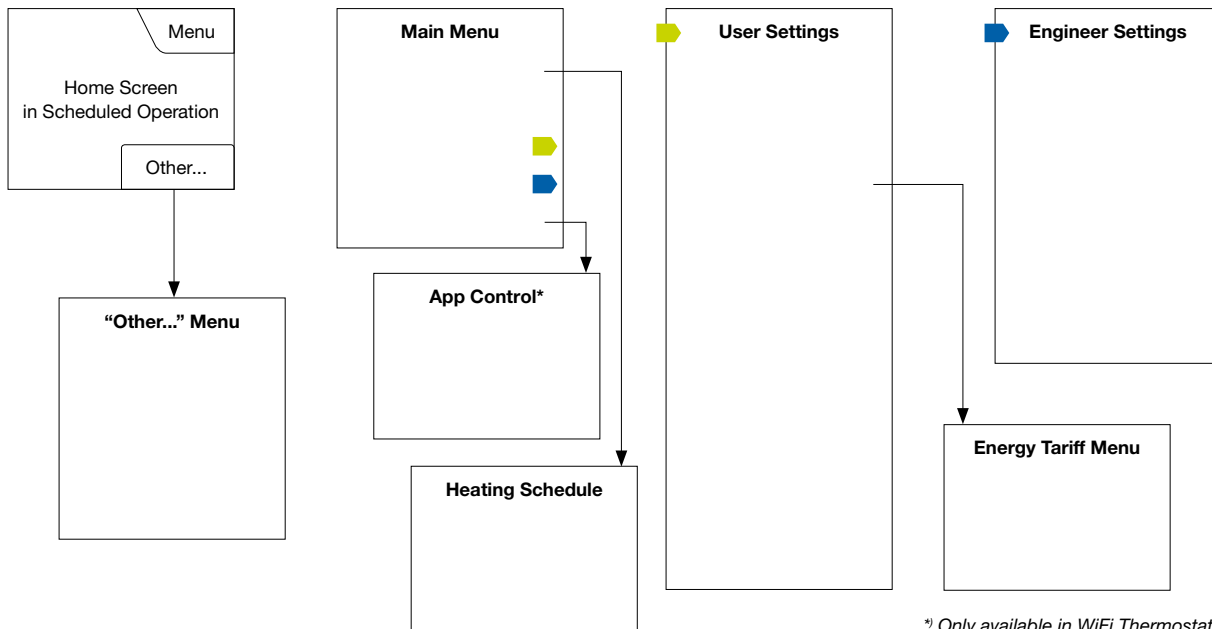 Menu
Home Screen
in Scheduled Operation
Other...
"Other..." Menu
Main Menu
App Control*
Heating Schedule
User Settings
Engineer Settings
Energy Tariff Menu
*) Only available in WiFi Thermostat